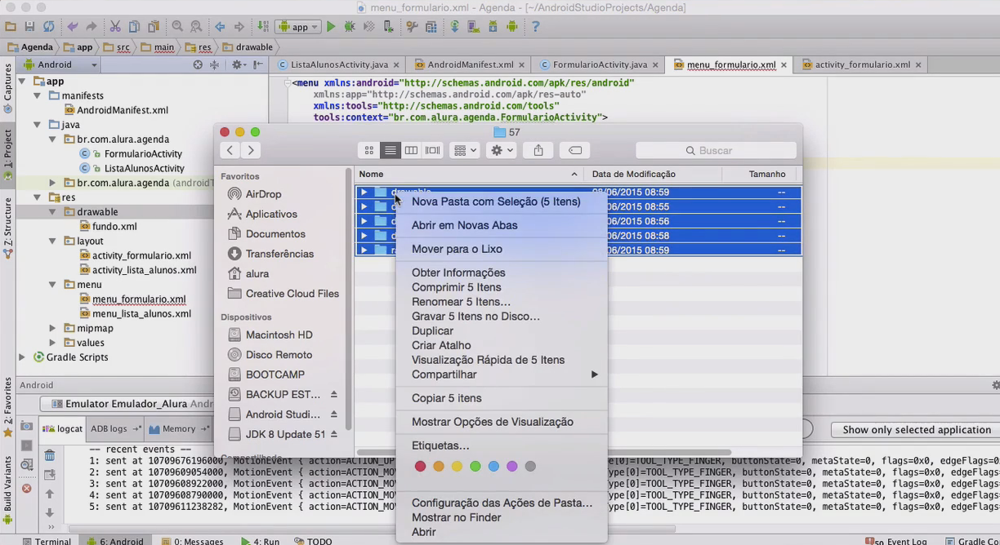 menu_formulario.xml - Agenda - [~/AndroidStudioProjects/Agenda]
app
Agenda app src main res drawable
Android
ListaAlunosActivity.java AndroidManifest.xml FormularioActivity.java menu_formulario.xml activity_formulario.xml
Captures
1: Project
Z: Structure
2: Favorites
Build Variants
app
manifests
AndroidManifest.xml
java
br.com.alura.agenda
FormularioActivity
ListaAlunosActivity
br.com.alura.agenda (androidT
res
drawable
fundo.xml
layout
activity_formulario.xml
activity_lista_alunos.xml
menu
menu_formulario.xml
menu_lista_alunos.xml
mipmap
values
Gradle Scripts
<menu xmlns:android="http://schemas.android.com/apk/res/android"
xmlns:app="http://schemas.android.com/apk/res-auto"
xmlns:tools="http://schemas.android.com/tools"
tools:context="br.com.alura.agenda.FormularioActivity">
57
Buscar
Favoritos
AirDrop
Aplicativos
Documentos
Transferências
alura
Creative Cloud Files
Dispositivos
Macintosh HD
Disco Remoto
BOOTCAMP
BACKUP EST...
Android Studi...
JDK 8 Update 51
Compartilhado
Nome Data de Modificação Tamanho
drawable 08/06/2015 08:59 --
/06/2015 08:55 --
/06/2015 08:56 --
/06/2015 08:58 --
/06/2015 08:59 --
Nova Pasta com Seleção (5 Itens)
Abrir em Novas Abas
Mover para o Lixo
Obter Informações
Comprimir 5 Itens
Renomear 5 Itens...
Gravar 5 Itens no Disco...
Duplicar
Criar Atalho
Visualização Rápida de 5 Itens
Compartilhar
Copiar 5 itens
Mostrar Opções de Visualização
Etiquetas...
Configuração das Ações de Pasta...
Mostrar no Finder
Abrir
Android
Emulator Emulador_Alura Andr
Show only selected application
logcat ADB logs Memory
-- recent events --
1: sent at 10709676196000, MotionEvent { action=ACTION_UP ype[0]=TOOL_TYPE_FINGER, buttonState=0, metaState=0, flags=0x0, edgeFlags=
2: sent at 10709609054000, MotionEvent { action=ACTION_MO ype[0]=TOOL_TYPE_FINGER, buttonState=0, metaState=0, flags=0x0, edgeFlags=
3: sent at 10709608922000, MotionEvent { action=ACTION_MO ype[0]=TOOL_TYPE_FINGER, buttonState=0, metaState=0, flags=0x0, edgeFlags=
4: sent at 10709608790000, MotionEvent { action=ACTION_MO ype[0]=TOOL_TYPE_FINGER, buttonState=0, metaState=0, flags=0x0, edgeFlags=
5: sent at 10709611238282, MotionEvent { action=ACTION_MO ype[0]=TOOL_TYPE_FINGER, buttonState=0, metaState=0, flags=0x0, edgeFlags=
Terminal 6: Android 0: Messages 4: Run TODO Event Log Gradle Co